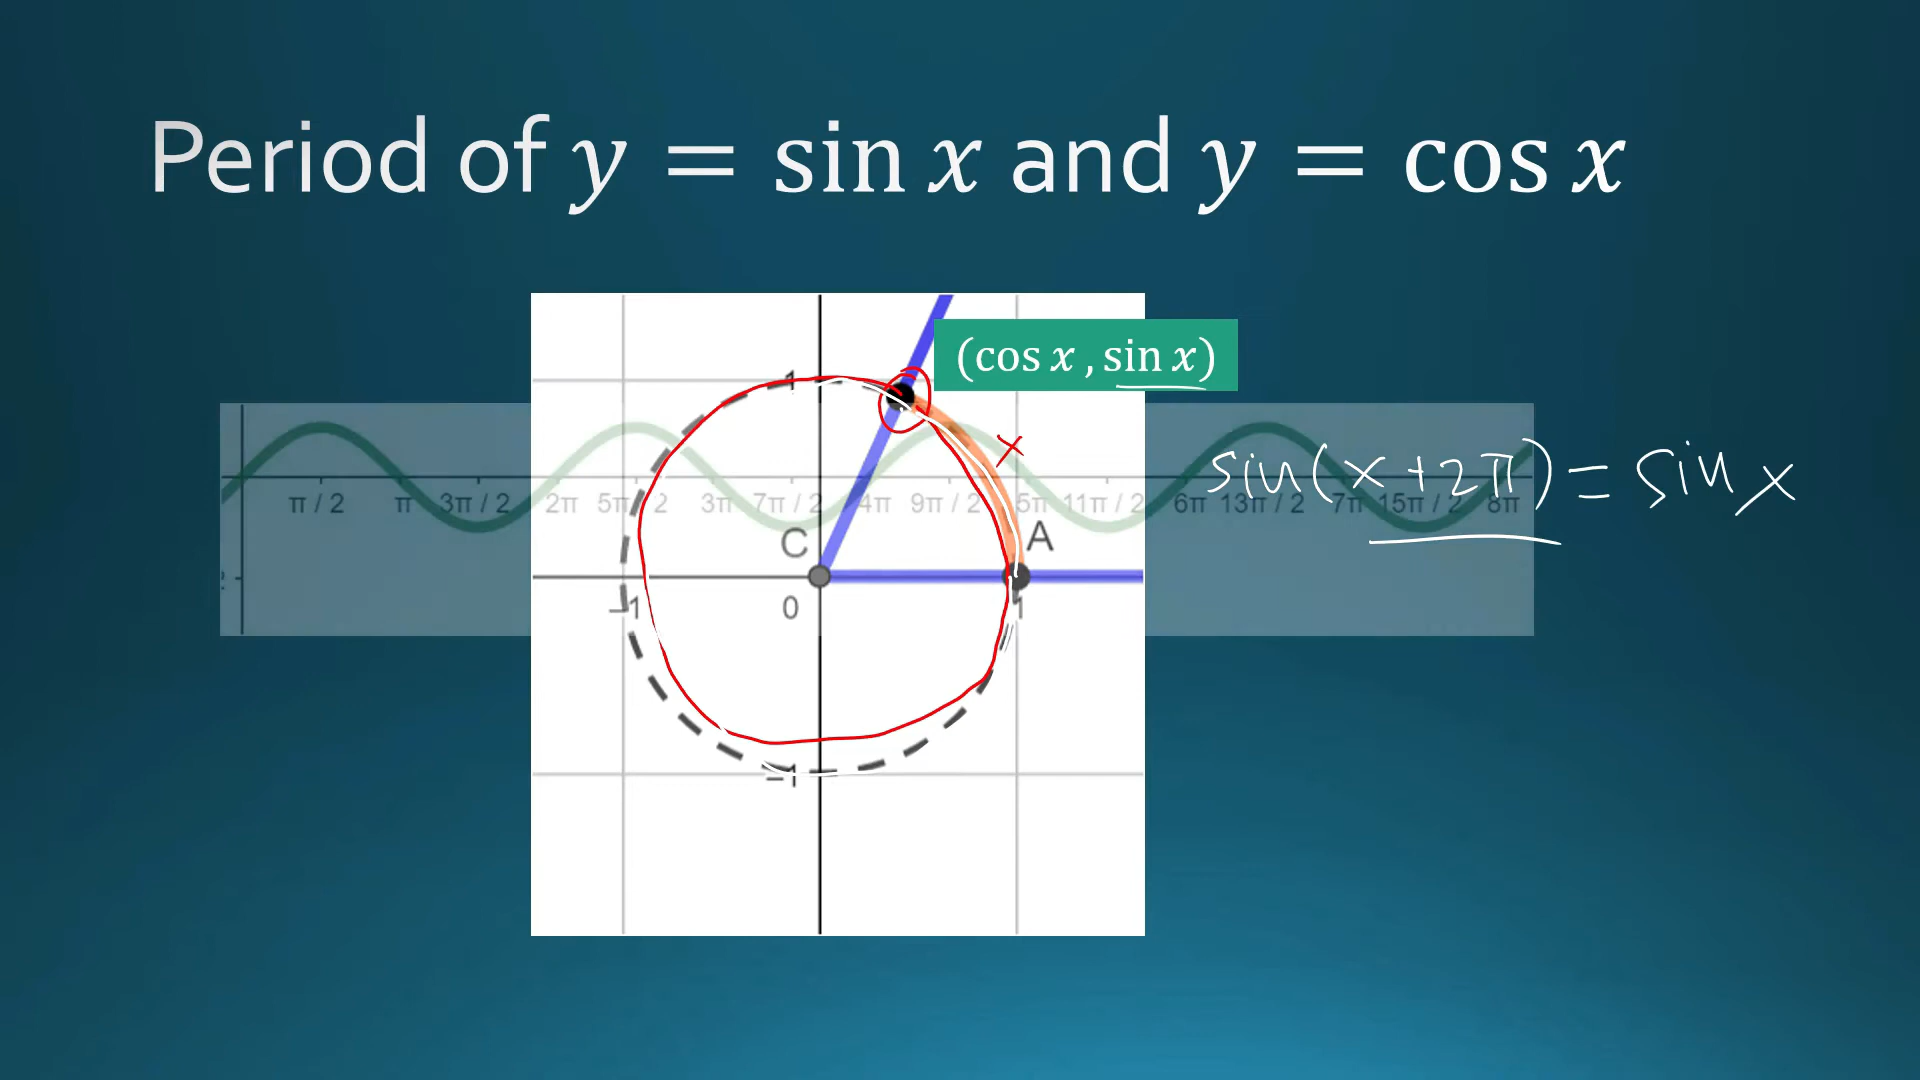 Period of y = sin x and y = cos x
(cos x , sin x)
1
x
sin(x+2π) = sin x
π / 2 π 3π / 2 2π 5π / 2 3π 7π / 2 4π 9π / 2 5π 11π / 2 6π 13π / 2 7π 15π / 2 8π
C A
−1 0 1
−1